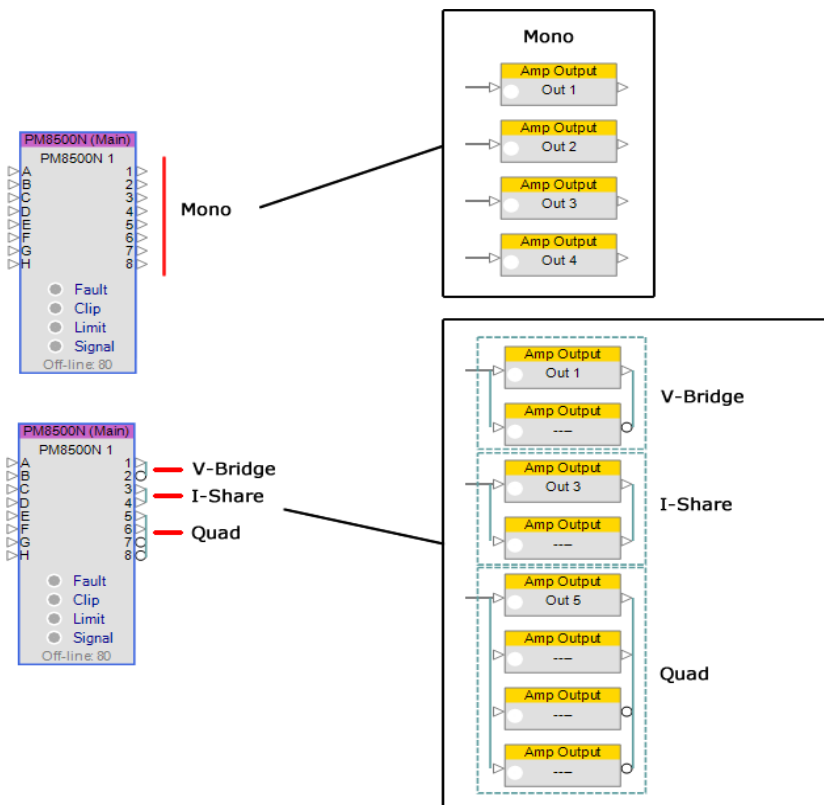 Mono
Amp Output
Out 1
Amp Output
Out 2
Amp Output
Out 3
Amp Output
Out 4
PM8500N (Main)
PM8500N 1
A 1
B 2
C 3
D 4
E 5
F 6
G 7
H 8
Fault
Clip
Limit
Signal
Off-line: 80
Mono
PM8500N (Main)
PM8500N 1
A 1
B 2
C 3
D 4
E 5
F 6
G 7
H 8
Fault
Clip
Limit
Signal
Off-line: 80
V-Bridge
I-Share
Quad
Amp Output
Out 1
Amp Output
----
V-Bridge
Amp Output
Out 3
Amp Output
----
I-Share
Amp Output
Out 5
Amp Output
----
Amp Output
----
Amp Output
----
Quad